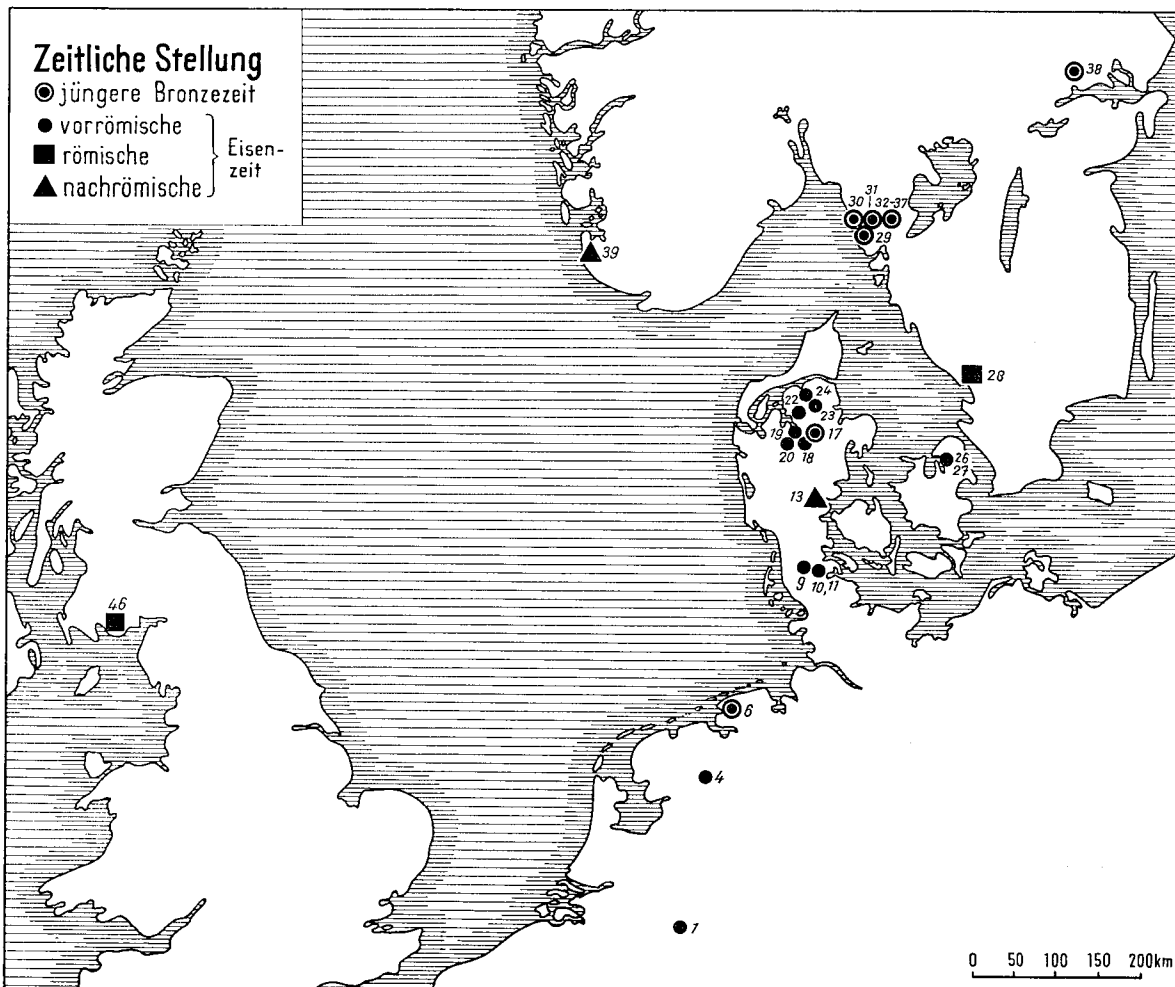 Zeitliche Stellung
jüngere Bronzezeit
vorrömische
römische
nachrömische
Eisen-
zeit
38
31
30 32-37
29
39
28
24
22 23
19 17
20 18
26
27
13
9 10,11
46
6
4
1
0 50 100 150 200km